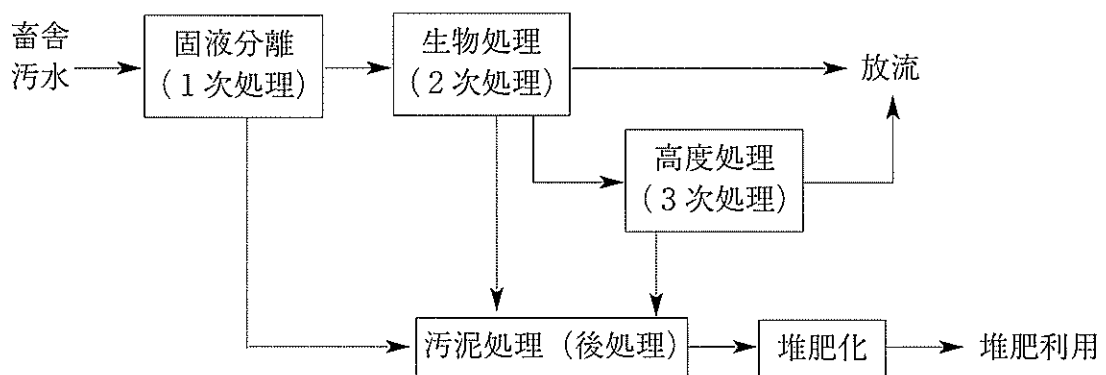 畜舎
汚水
固液分離
(1次処理)
生物処理
(2次処理)
放流
高度処理
(3次処理)
汚泥処理 (後処理)
堆肥化
堆肥利用